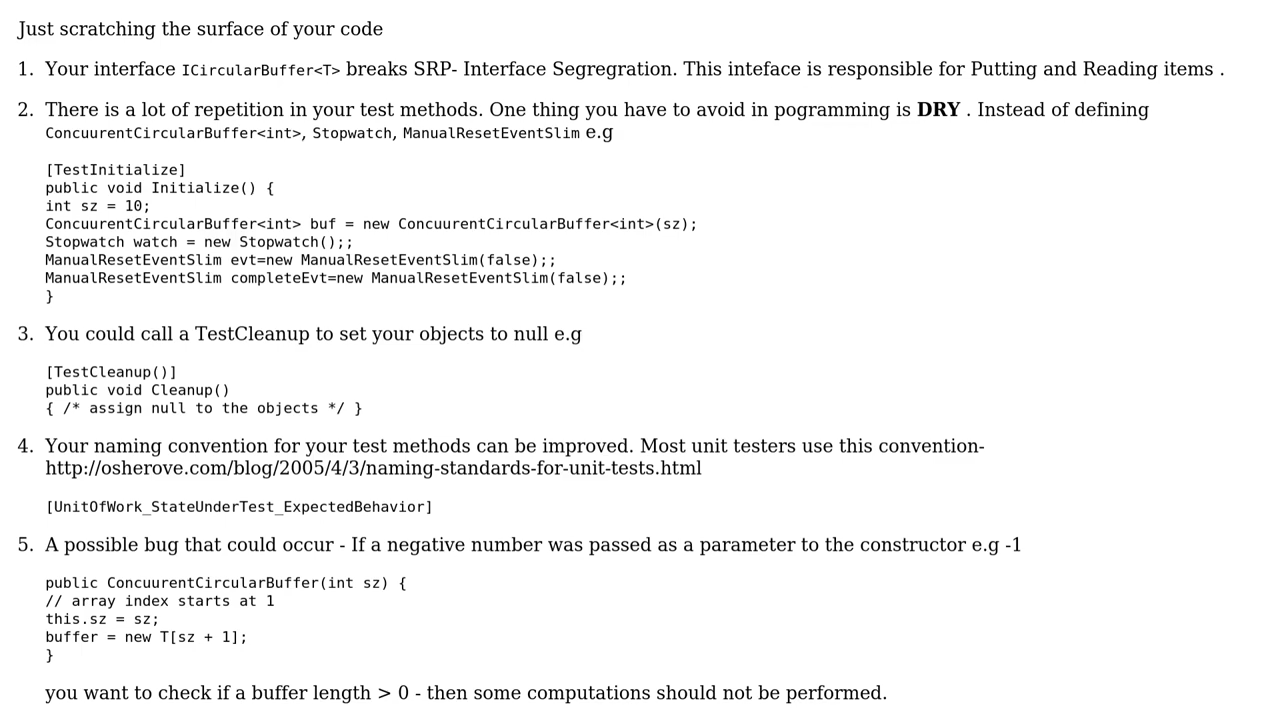 Just scratching the surface of your code
1. Your interface ICircularBuffer<T> breaks SRP- Interface Segregration. This inteface is responsible for Putting and Reading items .
2. There is a lot of repetition in your test methods. One thing you have to avoid in pogramming is DRY . Instead of defining
ConcuurentCircularBuffer<int>, Stopwatch, ManualResetEventSlim e.g
[TestInitialize]
public void Initialize() {
int sz = 10;
ConcuurentCircularBuffer<int> buf = new ConcuurentCircularBuffer<int>(sz);
Stopwatch watch = new Stopwatch();;
ManualResetEventSlim evt=new ManualResetEventSlim(false);;
ManualResetEventSlim completeEvt=new ManualResetEventSlim(false);;
}
3. You could call a TestCleanup to set your objects to null e.g
[TestCleanup()]
public void Cleanup()
{ /* assign null to the objects */ }
4. Your naming convention for your test methods can be improved. Most unit testers use this convention-
http://osherove.com/blog/2005/4/3/naming-standards-for-unit-tests.html
[UnitOfWork_StateUnderTest_ExpectedBehavior]
5. A possible bug that could occur - If a negative number was passed as a parameter to the constructor e.g -1
public ConcuurentCircularBuffer(int sz) {
// array index starts at 1
this.sz = sz;
buffer = new T[sz + 1];
}
you want to check if a buffer length > 0 - then some computations should not be performed.